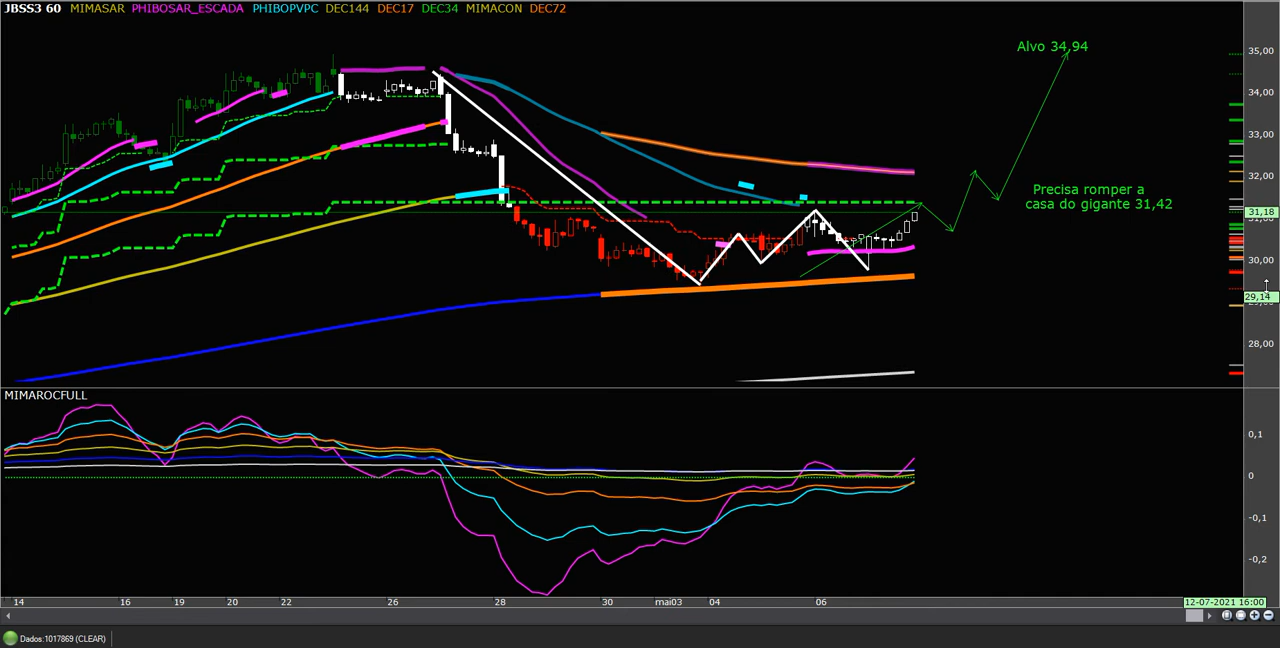 JBSS3 60 MIMASAR PHIBOSAR_ESCADA PHIBOPVPC DEC144 DEC17 DEC34 MIMACON DEC72
Alvo 34,94
35,00
34,00
33,00
32,00
Precisa romper a
casa do gigante 31,42
31,18
30,00
29,14
28,00
MIMAROCFULL
0,1
0
-0,1
-0,2
14 16 19 20 22 26 28 30 mai03 04 06
12-07-2021 16:00
Dados:1017869 (CLEAR)